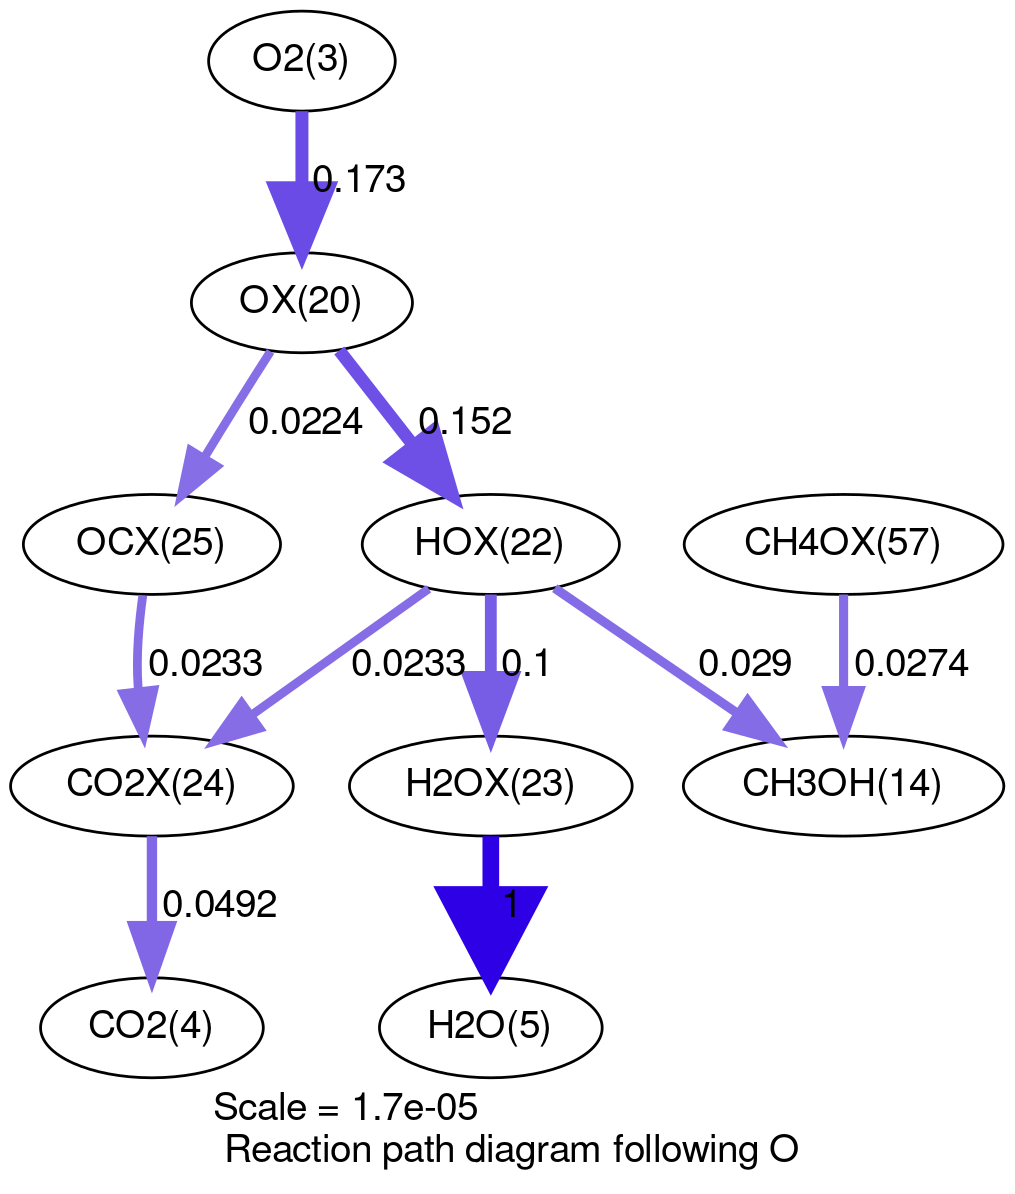 O2(3)
0.173
OX(20)
0.0224
0.152
OCX(25)
HOX(22)
CH4OX(57)
0.0233
0.0233
0.1
0.029
0.0274
CO2X(24)
H2OX(23)
CH3OH(14)
0.0492
1
CO2(4)
H2O(5)
Scale = 1.7e-05
Reaction path diagram following O